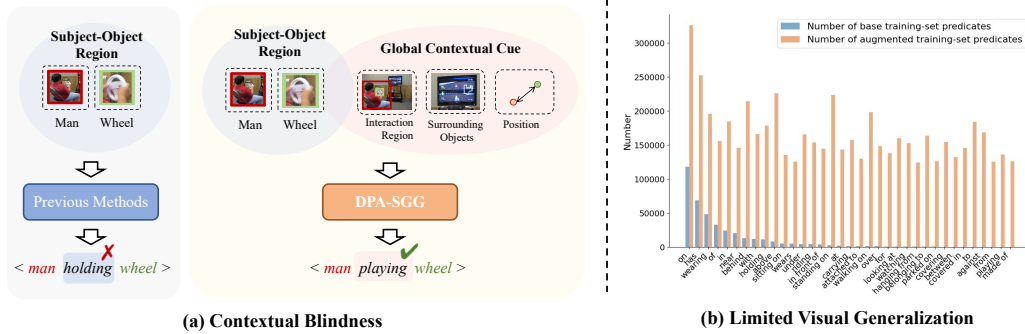 Subject-Object
Region
Man
Wheel
Previous Methods
< man holding wheel >
Subject-Object
Region
Global Contextual Cue
Man
Wheel
Interaction
Region
Surrounding
Objects
Position
DPA-SGG
< man playing wheel >
(a) Contextual Blindness
Number of base training-set predicates
Number of augmented training-set predicates
Number
300000
250000
200000
150000
100000
50000
0
on
has
wearing
of
in
near
behind
with
holding
above
sitting on
wears
under
riding
in front of
standing on
at
carrying
attached to
walking on
over
for
looking at
watching
hanging from
belonging to
parked on
covering
between
covered in
to
against
from
playing
made of
(b) Limited Visual Generalization